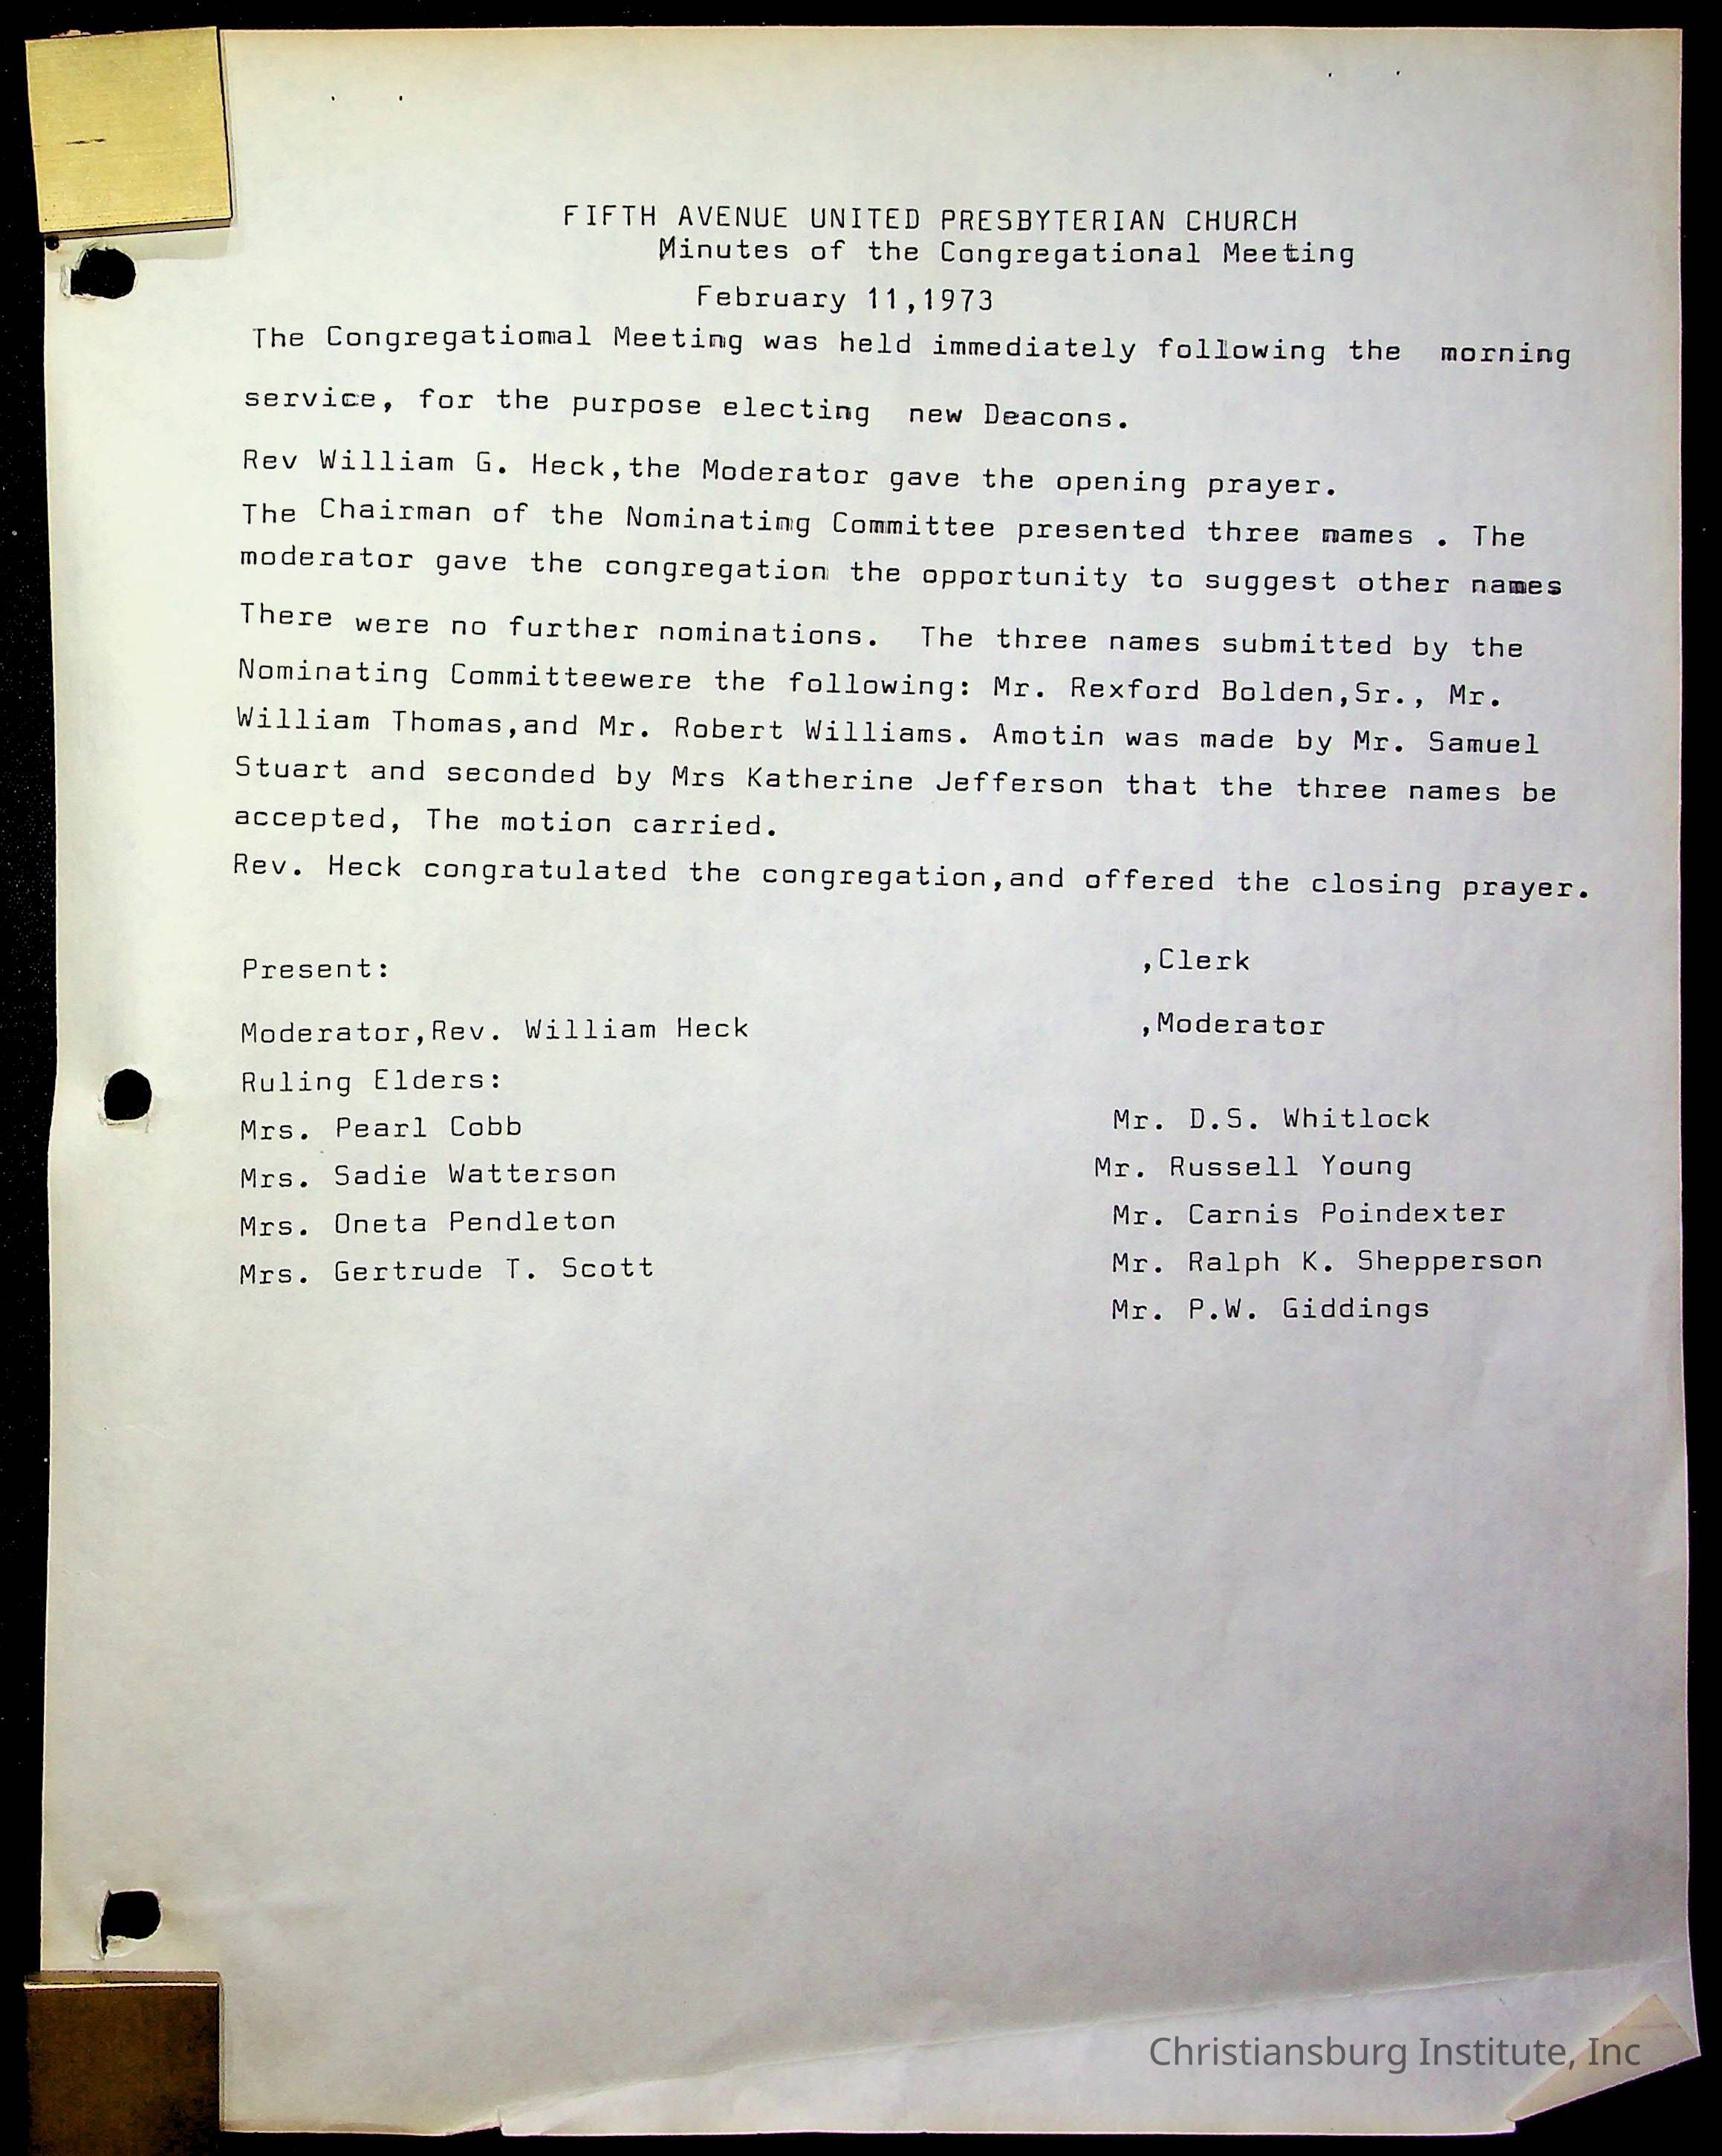 FIFTH AVENUE UNITED PRESBYTERIAN CHURCH
Minutes of the Congregational Meeting
February 11,1973
The Congregatiomal Meeting was held immediately following the morning
service, for the purpose electing new Deacons.
Rev William G. Heck,the Moderator gave the opening prayer.
The Chairman of the Nominating Committee presented three names . The
moderator gave the congregation the opportunity to suggest other names
There were no further nominations. The three names submitted by the
Nominating Committeewere the following: Mr. Rexford Bolden,Sr., Mr.
William Thomas,and Mr. Robert Williams. Amotin was made by Mr. Samuel
Stuart and seconded by Mrs Katherine Jefferson that the three names be
accepted, The motion carried.
Rev. Heck congratulated the congregation,and offered the closing prayer.
Present:
,Clerk
Moderator,Rev. William Heck
,Moderator
Ruling Elders:
Mrs. Pearl Cobb
Mr. D.S. Whitlock
Mrs. Sadie Watterson
Mr. Russell Young
Mrs. Oneta Pendleton
Mr. Carnis Poindexter
Mrs. Gertrude T. Scott
Mr. Ralph K. Shepperson
Mr. P.W. Giddings
Christiansburg Institute, Inc